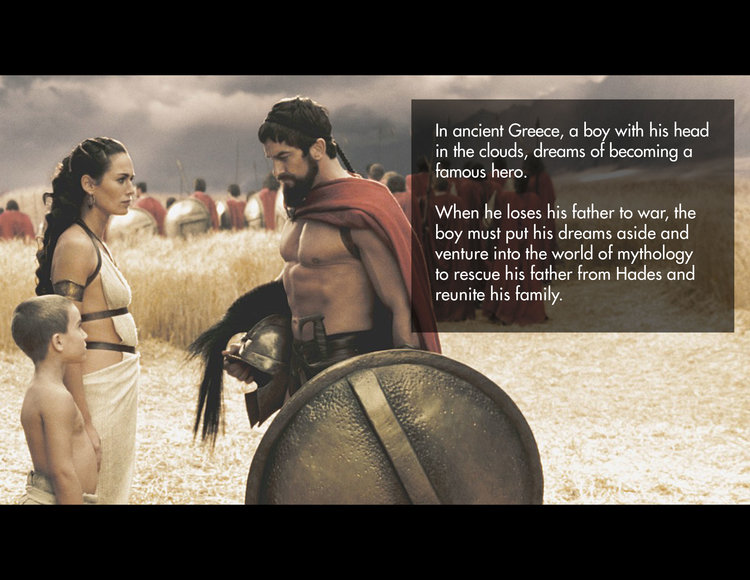 In ancient Greece, a boy with his head
in the clouds, dreams of becoming a
famous hero.
When he loses his father to war, the
boy must put his dreams aside and
venture into the world of mythology
to rescue his father from Hades and
reunite his family.